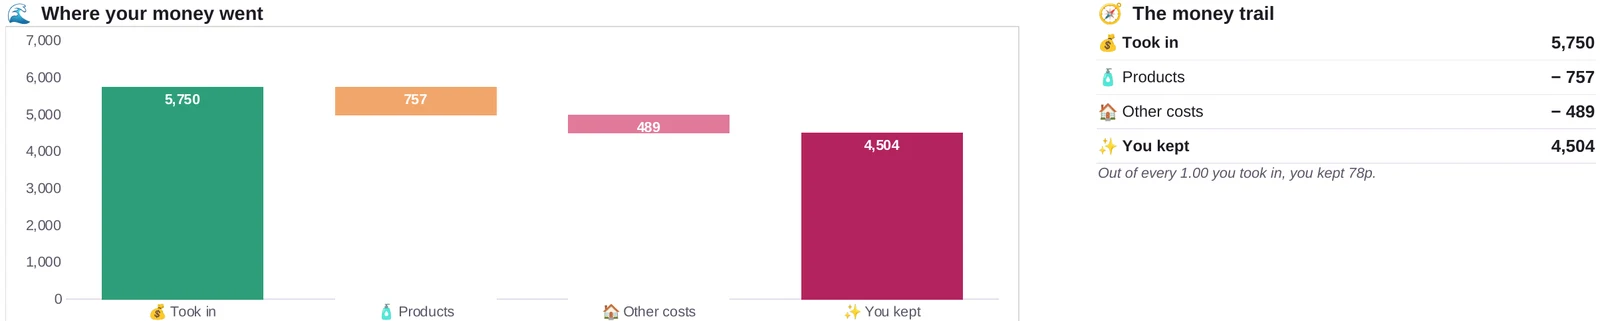 🌊 Where your money went
7,000
6,000
5,000
4,000
3,000
2,000
1,000
0
5,750
757
489
4,504
💰 Took in
🧴 Products
🏠 Other costs
✨ You kept
🧭 The money trail
💰 Took in 5,750
🧴 Products − 757
🏠 Other costs − 489
✨ You kept 4,504
Out of every 1.00 you took in, you kept 78p.